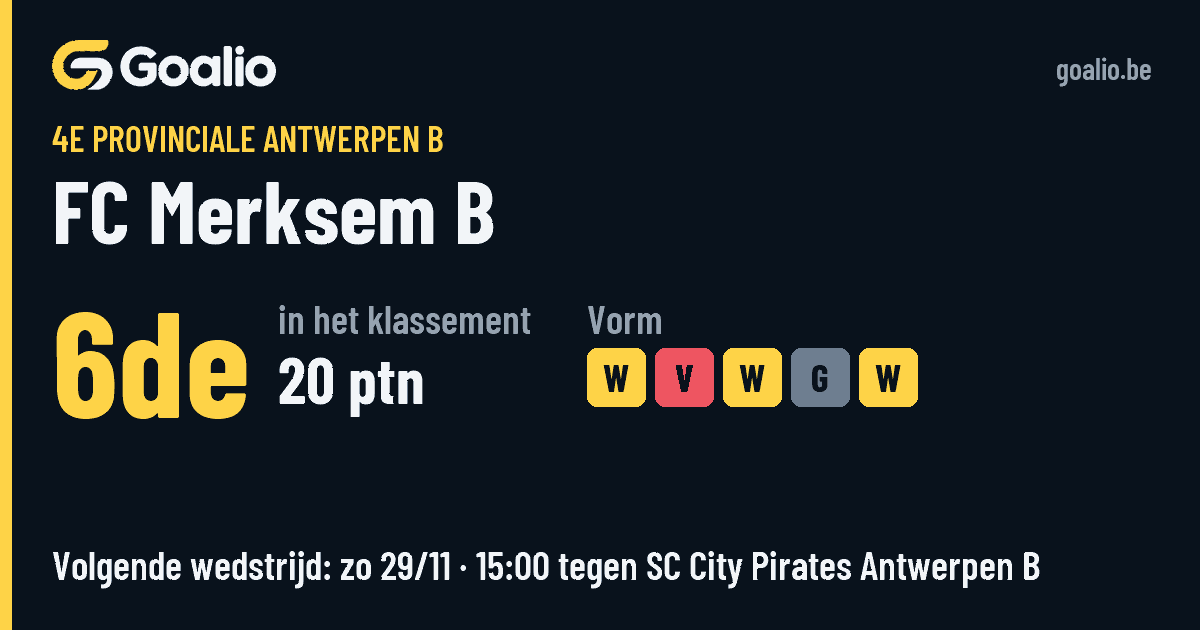 Goalio
goalio.be
4E PROVINCIALE ANTWERPEN B
FC Merksem B
6de
in het klassement
20 ptn
Vorm
W V W G W
Volgende wedstrijd: zo 29/11 · 15:00 tegen SC City Pirates Antwerpen B